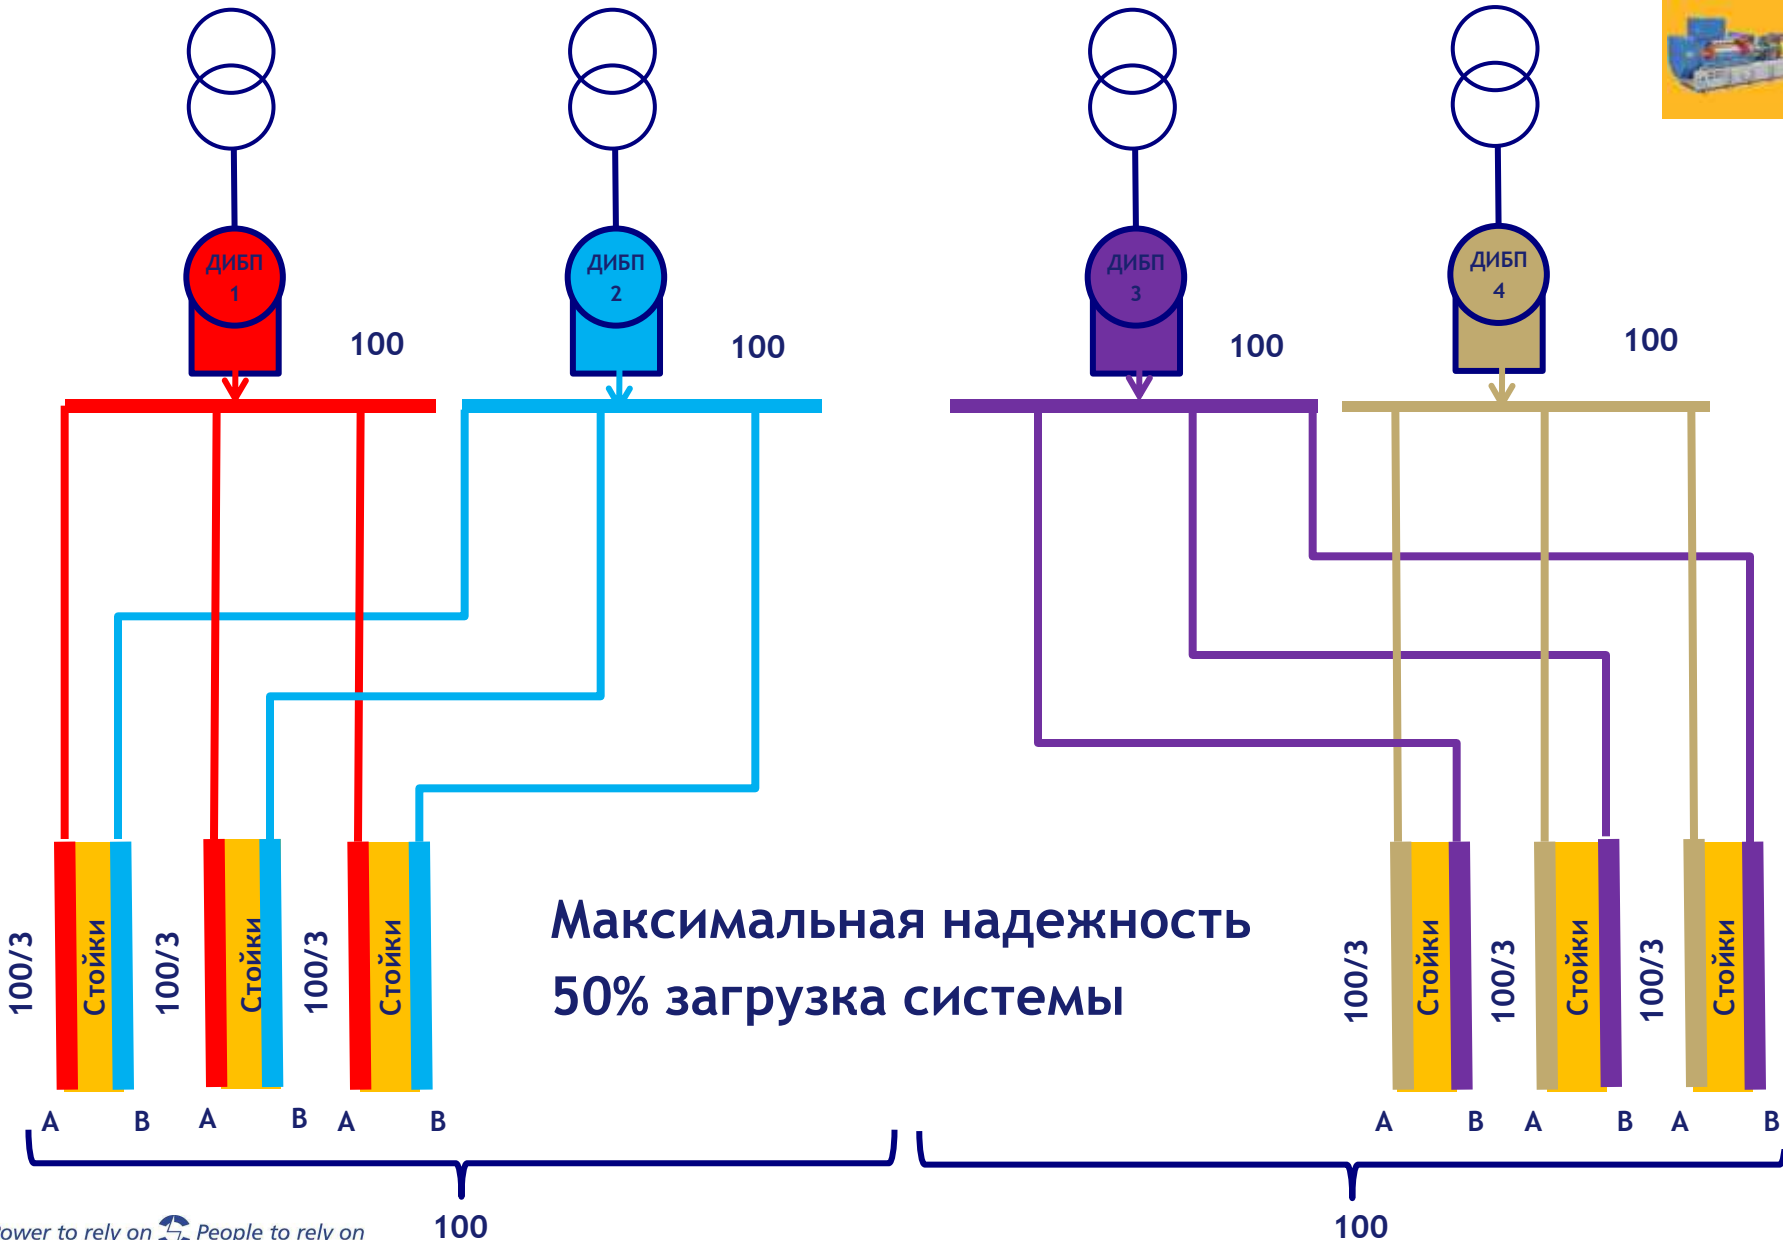 ДИБП
1
ДИБП
2
ДИБП
3
ДИБП
4
100
100
100
100
Максимальная надежность
50% загрузка системы
100/3
Стойки
100/3
Стойки
100/3
Стойки
100/3
Стойки
100/3
Стойки
100/3
Стойки
A
B
A
B
A
B
A
B
A
B
A
B
100
100
Power to rely on People to rely on